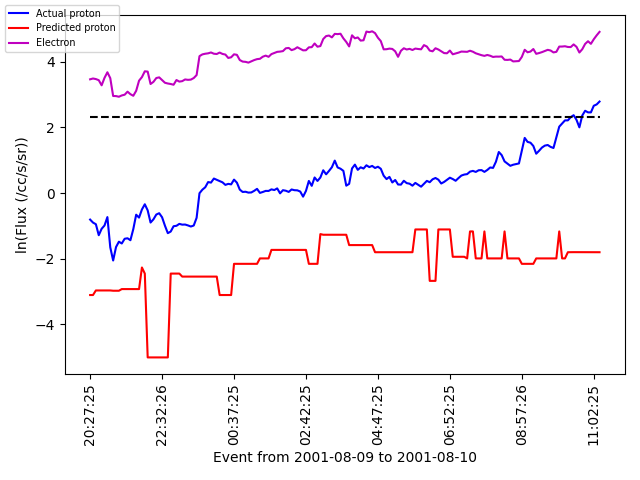 Actual proton
Predicted proton
Electron
ln(Flux (/cc/s/sr))
4
2
0
−2
−4
20:27:25
22:32:26
00:37:25
02:42:25
04:47:25
06:52:25
08:57:26
11:02:25
Event from 2001-08-09 to 2001-08-10